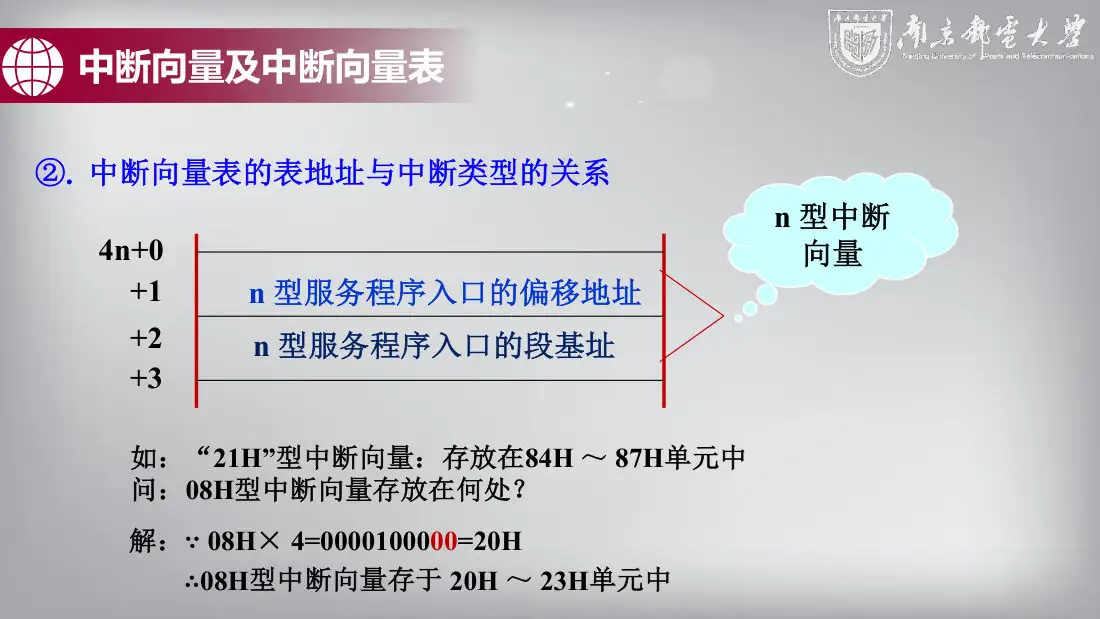 中断向量及中断向量表
南京邮电大学
Nanjing University of Posts and Telecommunications
②. 中断向量表的表地址与中断类型的关系
n 型中断
向量
4n+0
+1
n 型服务程序入口的偏移地址
+2
n 型服务程序入口的段基址
+3
如：“21H”型中断向量：存放在84H ～ 87H单元中
问：08H型中断向量存放在何处？
解：∵ 08H× 4=0000100000=20H
∴08H型中断向量存于 20H ～ 23H单元中